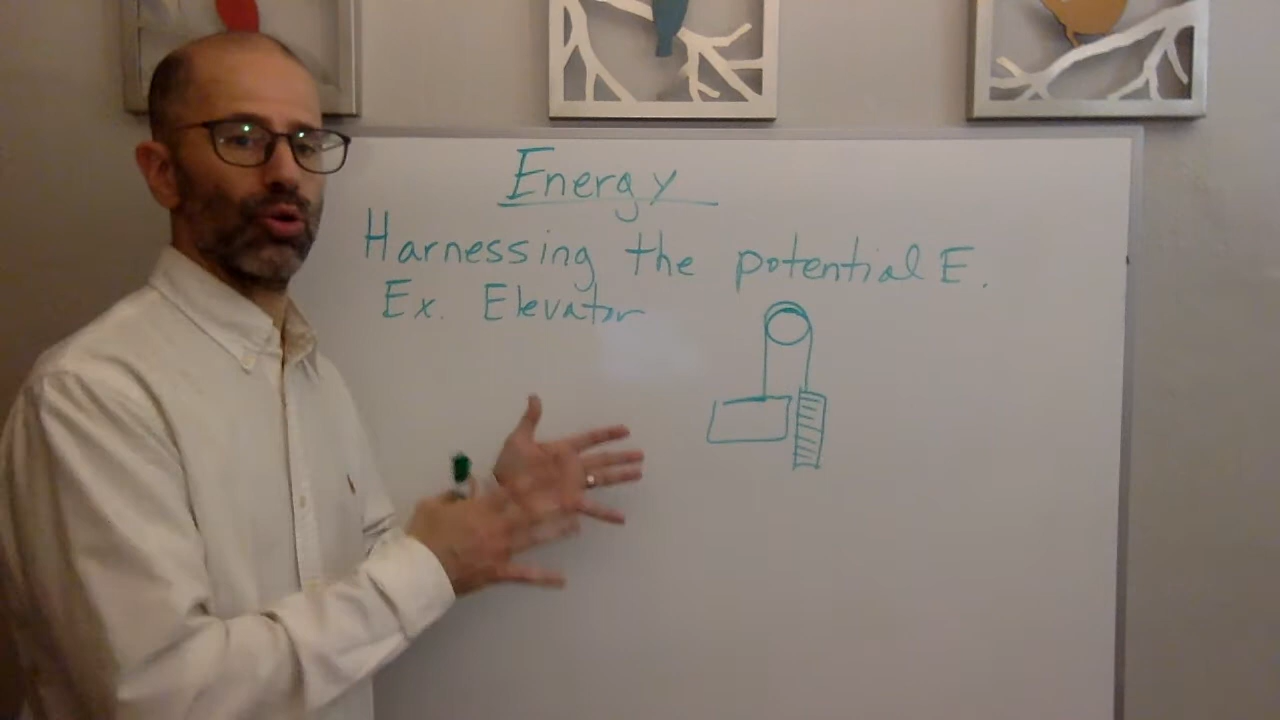 Energy
Harnessing the potential E.
Ex. Elevator